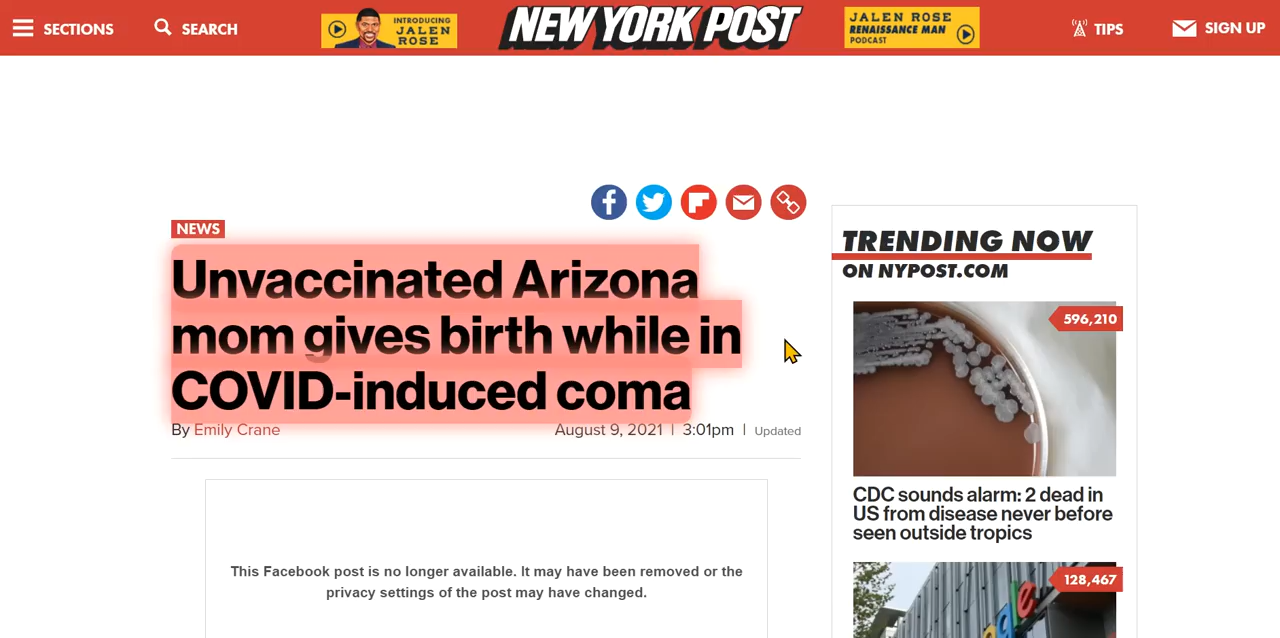 SECTIONS
SEARCH
INTRODUCING
JALEN
ROSE
NEW YORK POST
JALEN ROSE
RENAISSANCE MAN
PODCAST
TIPS
SIGN UP
NEWS
Unvaccinated Arizona
mom gives birth while in
COVID-induced coma
By Emily Crane
August 9, 2021 | 3:01pm | Updated
This Facebook post is no longer available. It may have been removed or the
privacy settings of the post may have changed.
TRENDING NOW
ON NYPOST.COM
596,210
CDC sounds alarm: 2 dead in
US from disease never before
seen outside tropics
128,467